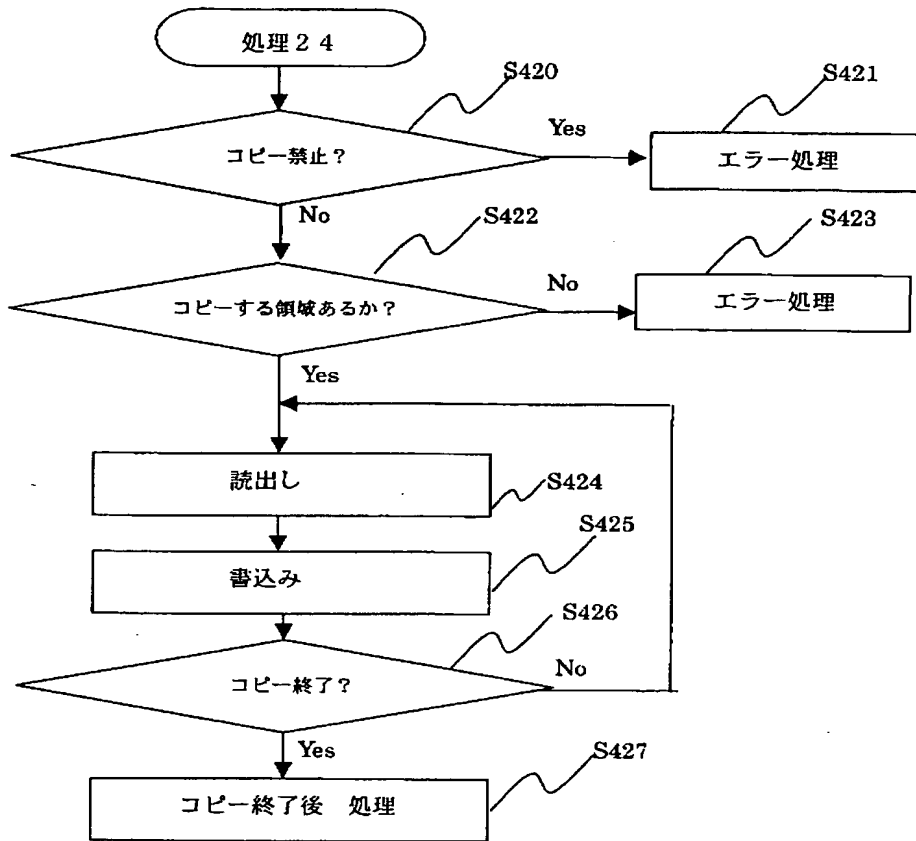 処理２４
S420
S421
コピー禁止？
Yes
エラー処理
No
S422
S423
コピーする領域あるか？
No
エラー処理
Yes
読出し
S424
S425
書込み
S426
コピー終了？
No
Yes
S427
コピー終了後　処理